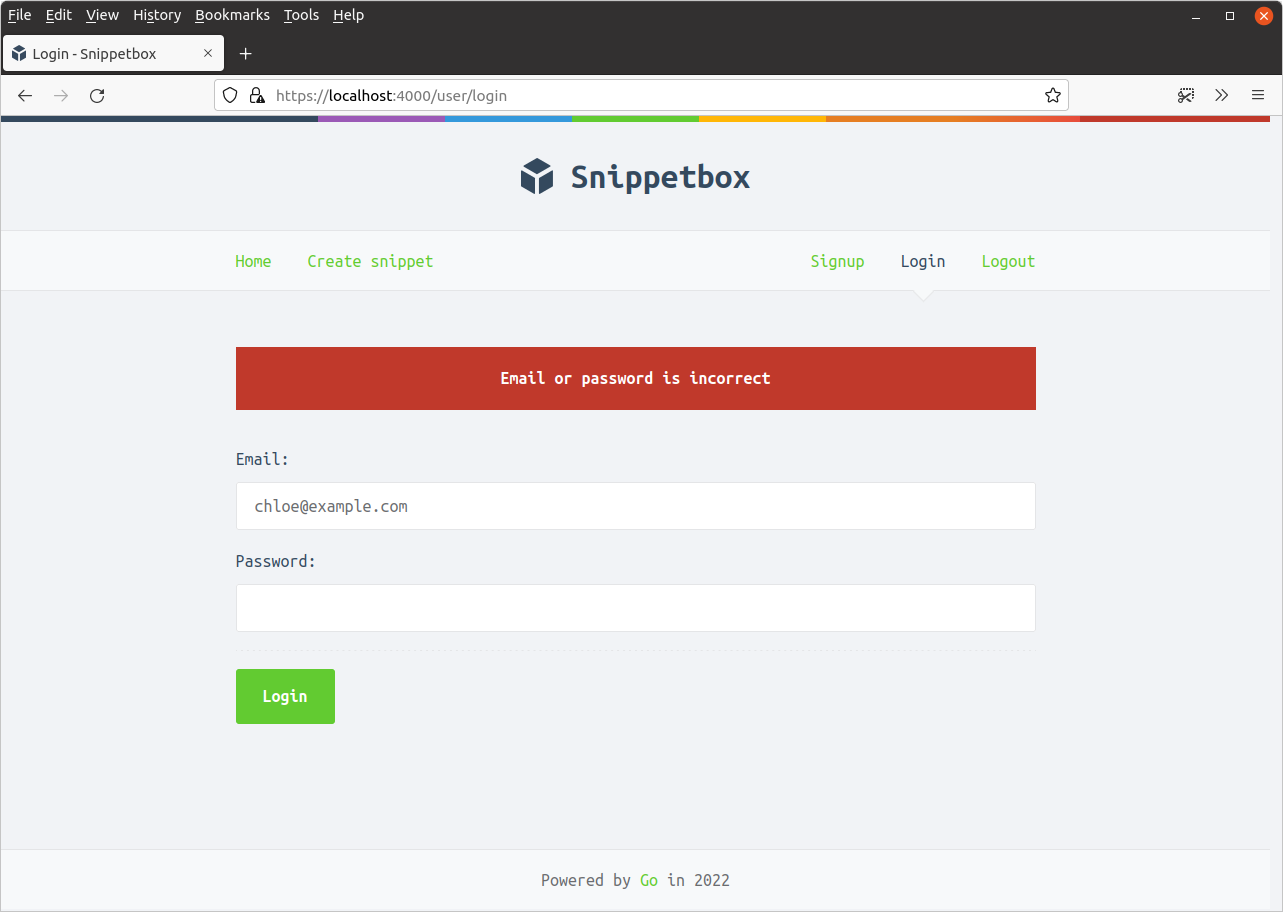 File Edit View History Bookmarks Tools Help
Login - Snippetbox
https://localhost:4000/user/login
Snippetbox
Home Create snippet Signup Login Logout
Email or password is incorrect
Email:
chloe@example.com
Password:
Login
Powered by Go in 2022